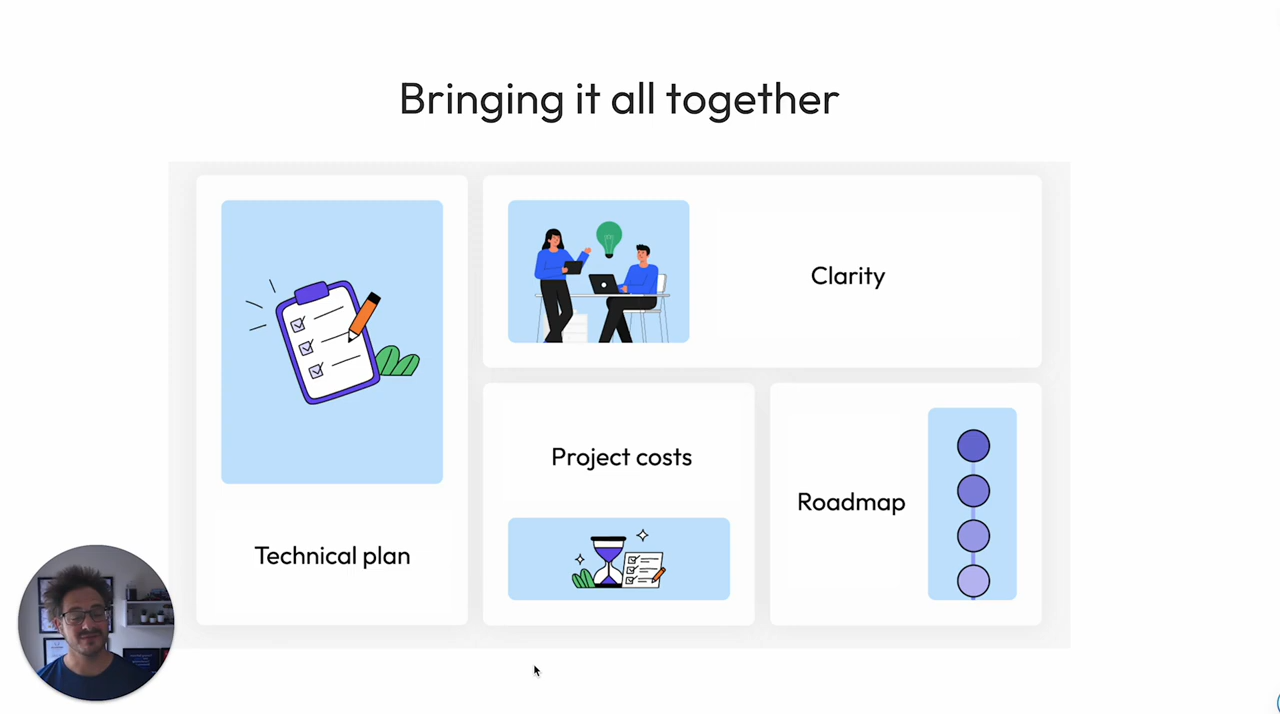 Bringing it all together
Clarity
Project costs
Roadmap
Technical plan